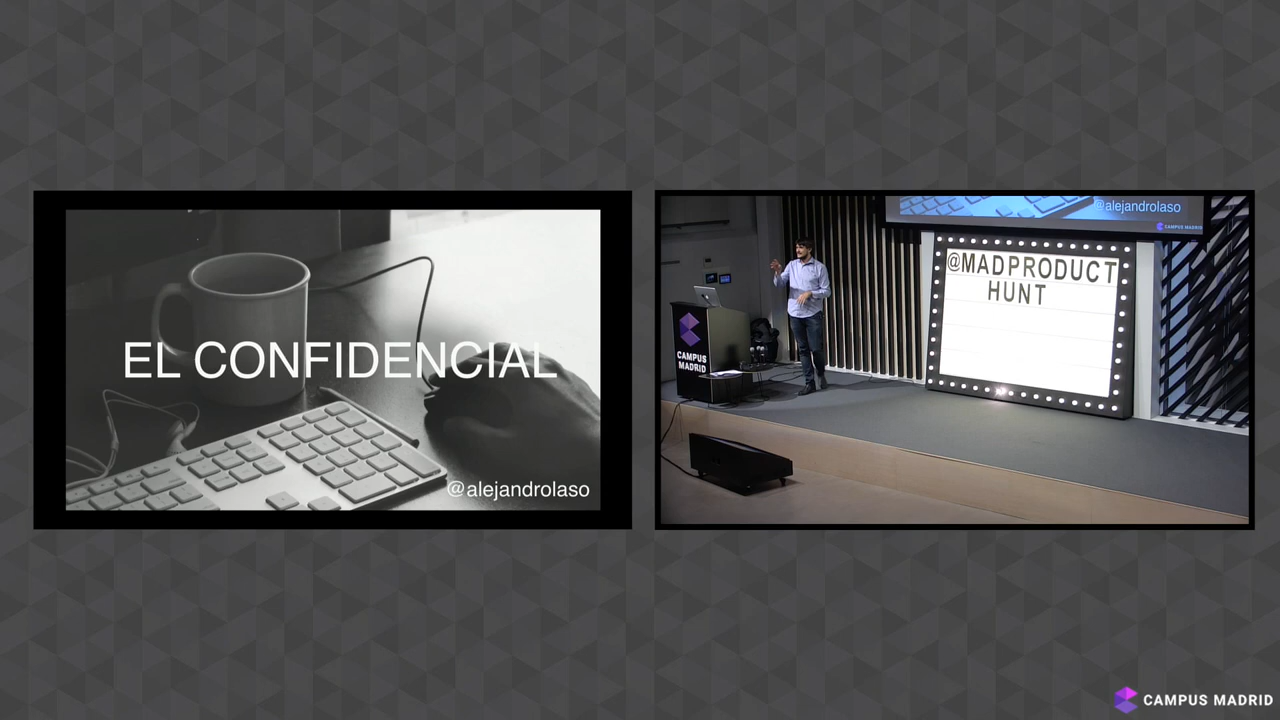 EL CONFIDENCIAL
@alejandrolaso
@alejandrolaso
CAMPUS MADRID
@MADPRODUCT
HUNT
CAMPUS
MADRID
CAMPUS MADRID